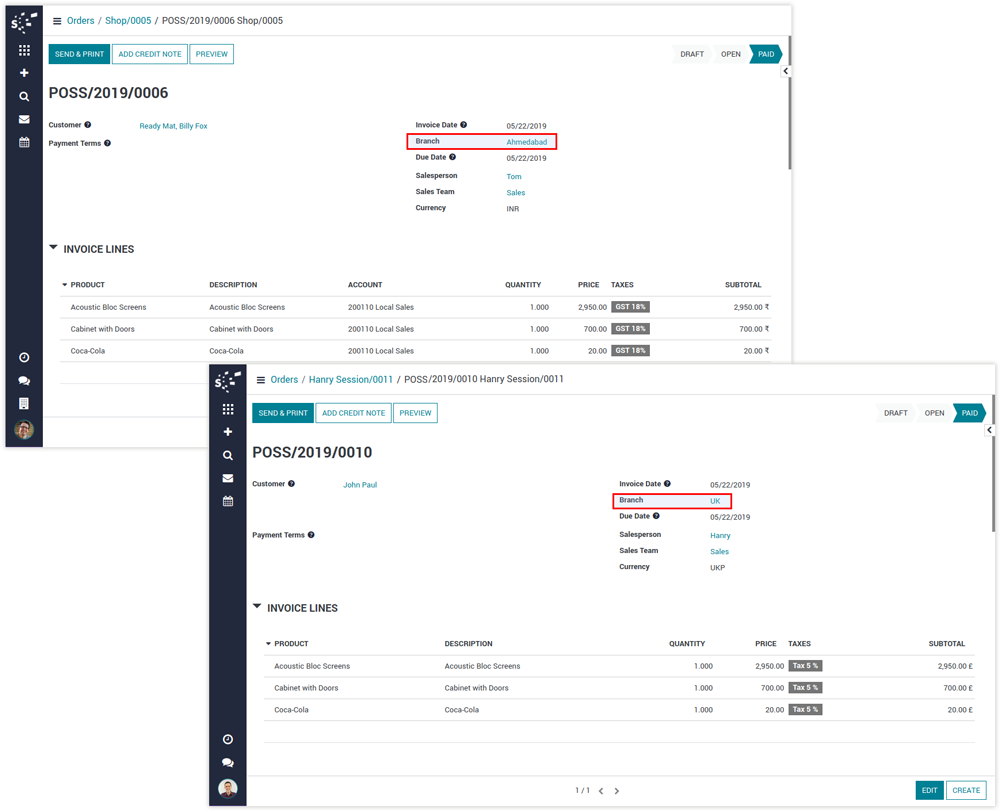 Orders / Shop/0005 / POSS/2019/0006 Shop/0005
SEND & PRINT ADD CREDIT NOTE PREVIEW DRAFT OPEN PAID
POSS/2019/0006
Customer Ready Mat, Billy Fox Invoice Date 05/22/2019
Branch Ahmedabad
Payment Terms
Due Date 05/22/2019
Salesperson Tom
Sales Team Sales
Currency INR
INVOICE LINES
PRODUCT DESCRIPTION ACCOUNT QUANTITY PRICE TAXES SUBTOTAL
Acoustic Bloc Screens Acoustic Bloc Screens 200110 Local Sales 1.000 2,950.00 GST 18% 2,950.00 ₹
Cabinet with Doors Cabinet with Doors 200110 Local Sales 1.000 700.00 GST 18% 700.00 ₹
Coca-Cola Coca-Cola 200110 Local Sales 1.000 20.00 GST 18% 20.00 ₹
Orders / Hanry Session/0011 / POSS/2019/0010 Hanry Session/0011
SEND & PRINT ADD CREDIT NOTE PREVIEW DRAFT OPEN PAID
POSS/2019/0010
Customer John Paul Invoice Date 05/22/2019
Branch UK
Due Date 05/22/2019
Payment Terms Salesperson Hanry
Sales Team Sales
Currency UKP
INVOICE LINES
PRODUCT DESCRIPTION QUANTITY PRICE TAXES SUBTOTAL
Acoustic Bloc Screens Acoustic Bloc Screens 1.000 2,950.00 Tax 5 % 2,950.00 £
Cabinet with Doors Cabinet with Doors 1.000 700.00 Tax 5 % 700.00 £
Coca-Cola Coca-Cola 1.000 20.00 Tax 5 % 20.00 £
1 / 1 EDIT CREATE